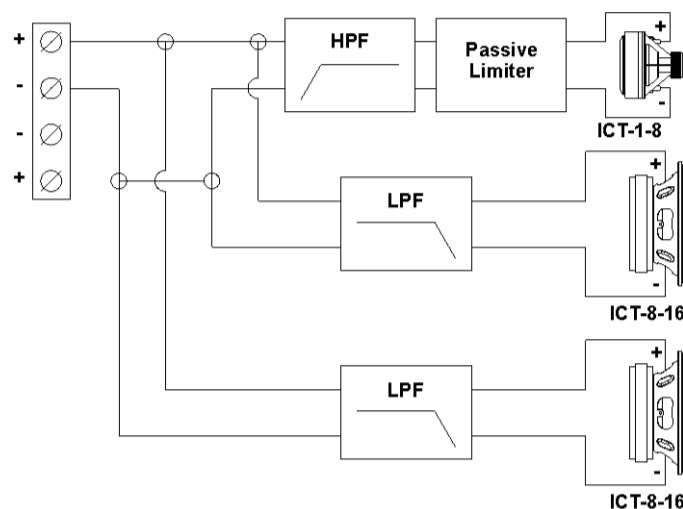 +
-
-
+
HPF
Passive
Limiter
+
-
ICT-1-8
LPF
+
-
ICT-8-16
LPF
+
-
ICT-8-16